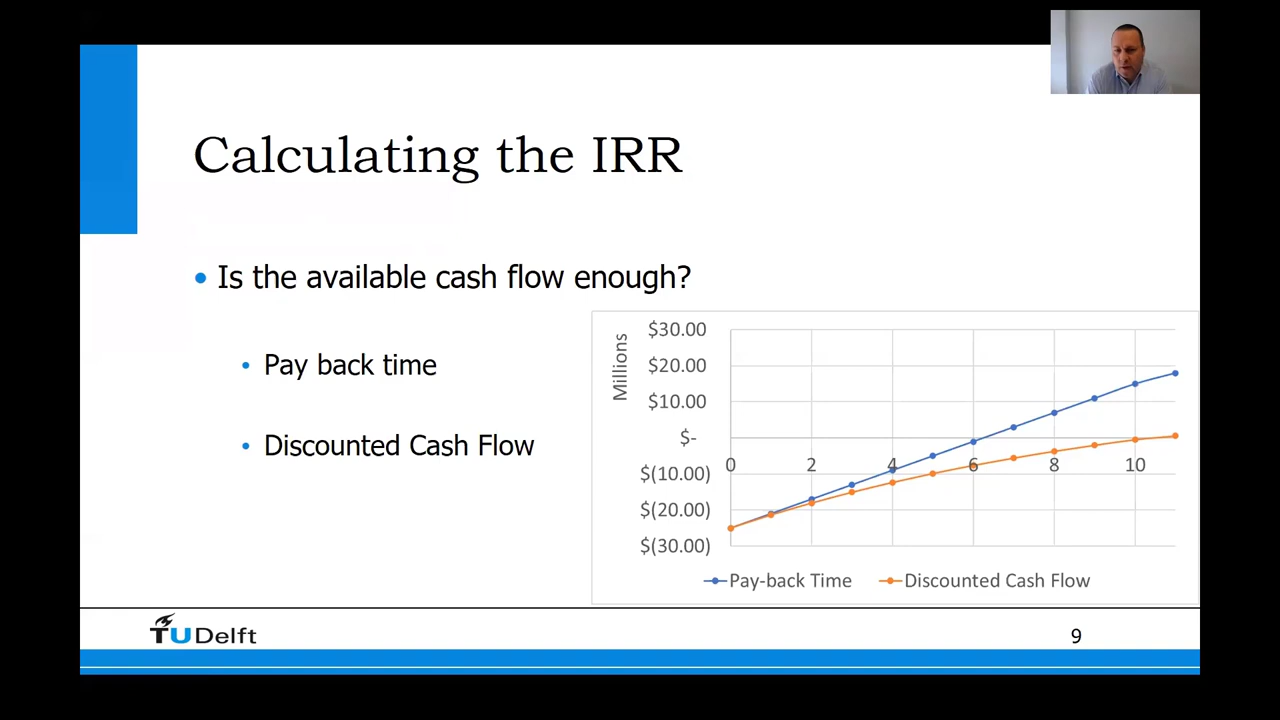 Calculating the IRR
• Is the available cash flow enough?
• Pay back time
• Discounted Cash Flow
Millions
$30.00
$20.00
$10.00
$-
$(10.00)
$(20.00)
$(30.00)
0 2 4 6 8 10
Pay-back Time Discounted Cash Flow
TU Delft
9